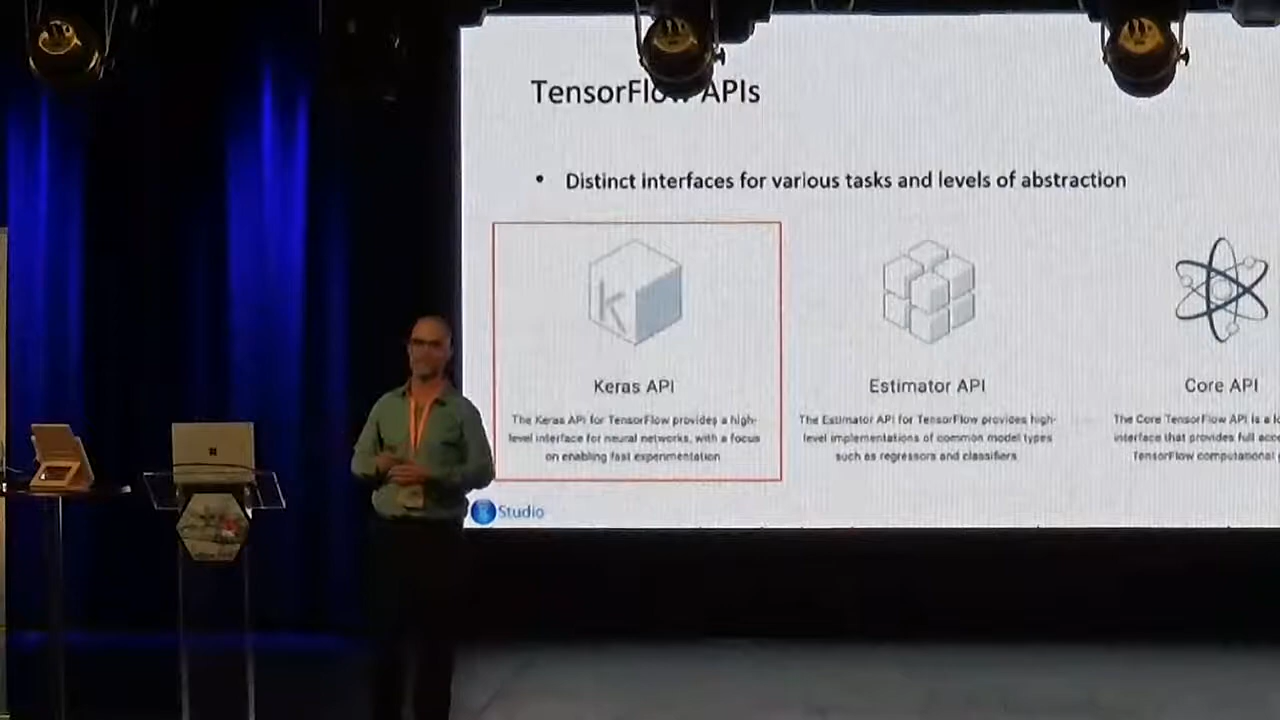 TensorFlow APIs
• Distinct interfaces for various tasks and levels of abstraction
k
Keras API
The Keras API for TensorFlow provides a high-
level interface for neural networks, with a focus
on enabling fast experimentation
Estimator API
The Estimator API for TensorFlow provides high-
level implementations of common model types
such as regressors and classifiers
Core API
The Core TensorFlow API is a
interface that provides full
TensorFlow computational
Studio